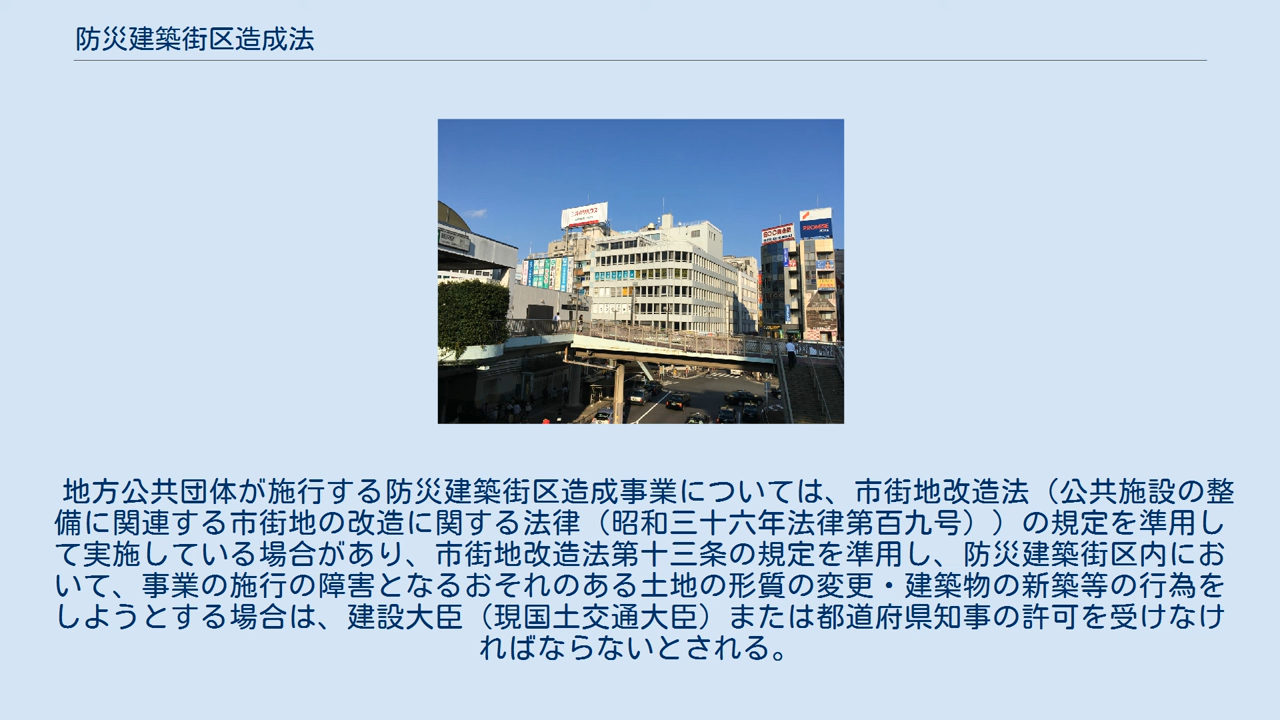 防災建築街区造成法
PROMISE
地方公共団体が施行する防災建築街区造成事業については、市街地改造法（公共施設の整
備に関連する市街地の改造に関する法律（昭和三十六年法律第百九号））の規定を準用し
て実施している場合があり、市街地改造法第十三条の規定を準用し、防災建築街区内にお
いて、事業の施行の障害となるおそれのある土地の形質の変更・建築物の新築等の行為を
しようとする場合は、建設大臣（現国土交通大臣）または都道府県知事の許可を受けなけ
ればならないとされる。